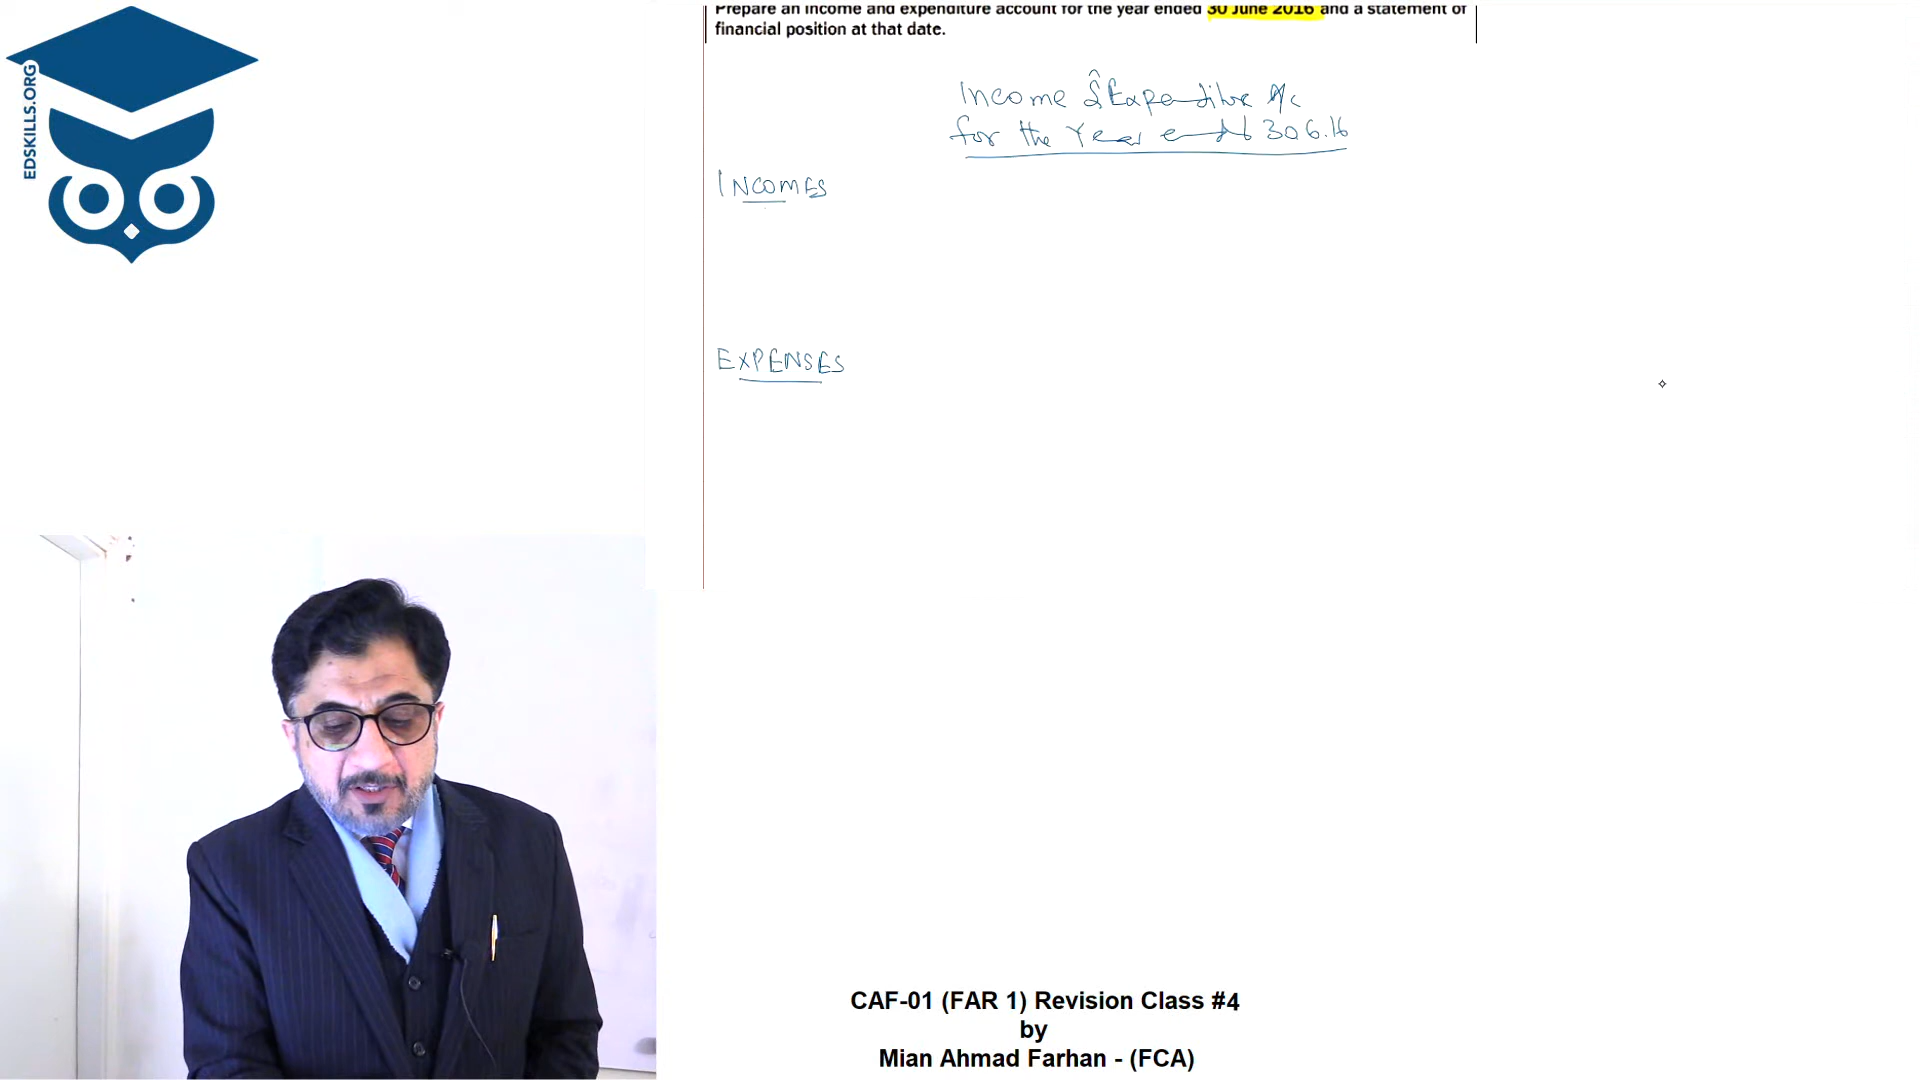 EDSKILLS.ORG
Prepare an income and expenditure account for the year ended 30 June 2016 and a statement of
financial position at that date.
Income & Expenditure A/c
for the Year ended 30.6.16
INCOMES
EXPENSES
CAF-01 (FAR 1) Revision Class #4
by
Mian Ahmad Farhan - (FCA)